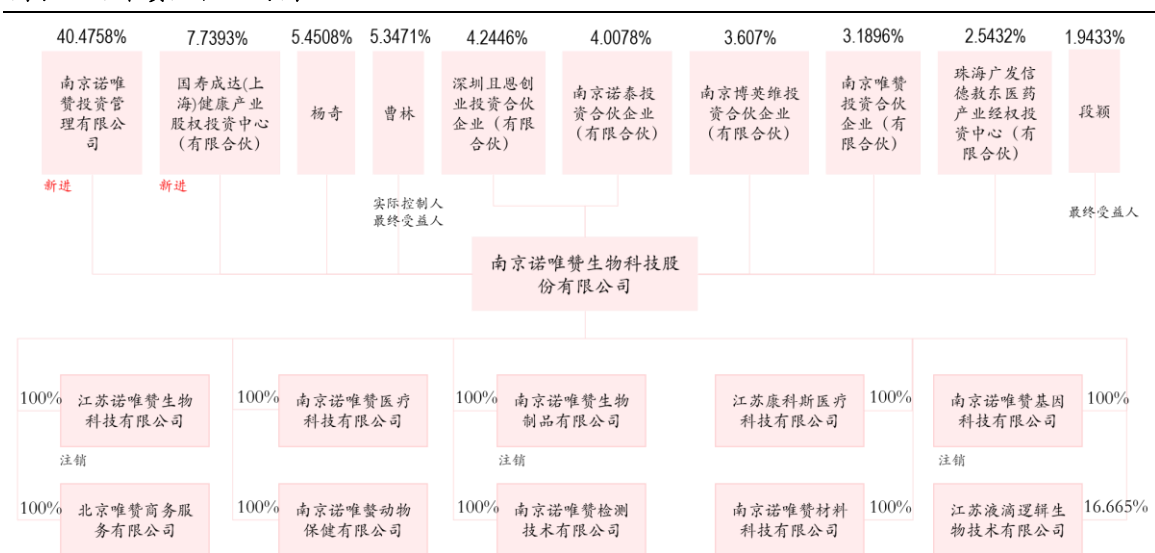 40.4758%
7.7393%
5.4508%
5.3471%
4.2446%
4.0078%
3.607%
3.1896%
2.5432%
1.9433%
南京诺唯
赞投资管
理有限公
司
国寿成达(上
海)健康产业
股权投资中心
(有限合伙)
杨奇
曹林
深圳且恩创
业投资合伙
企业（有限
合伙）
南京诺泰投
资合伙企业
(有限合伙)
南京博英维投
资合伙企业
（有限合伙）
南京唯赞
投资合伙
企业（有
限合伙）
珠海广发信
德敖东医药
产业经权投
资中心（有
限合伙）
段颖
新进
新进
实际控制人
最终受益人
最终受益人
南京诺唯赞生物科技股
份有限公司
100%
江苏诺唯赞生物
科技有限公司
100%
南京诺唯赞医疗
科技有限公司
100%
南京诺唯赞生物
制品有限公司
江苏康科斯医疗
科技有限公司
100%
南京诺唯赞基因
科技有限公司
100%
注销
注销
注销
100%
北京唯赞商务服
务有限公司
100%
南京诺唯螯动物
保健有限公司
100%
南京诺唯赞检测
技术有限公司
南京诺唯赞材料
科技有限公司
100%
江苏液滴逻辑生
物技术有限公司
16.665%